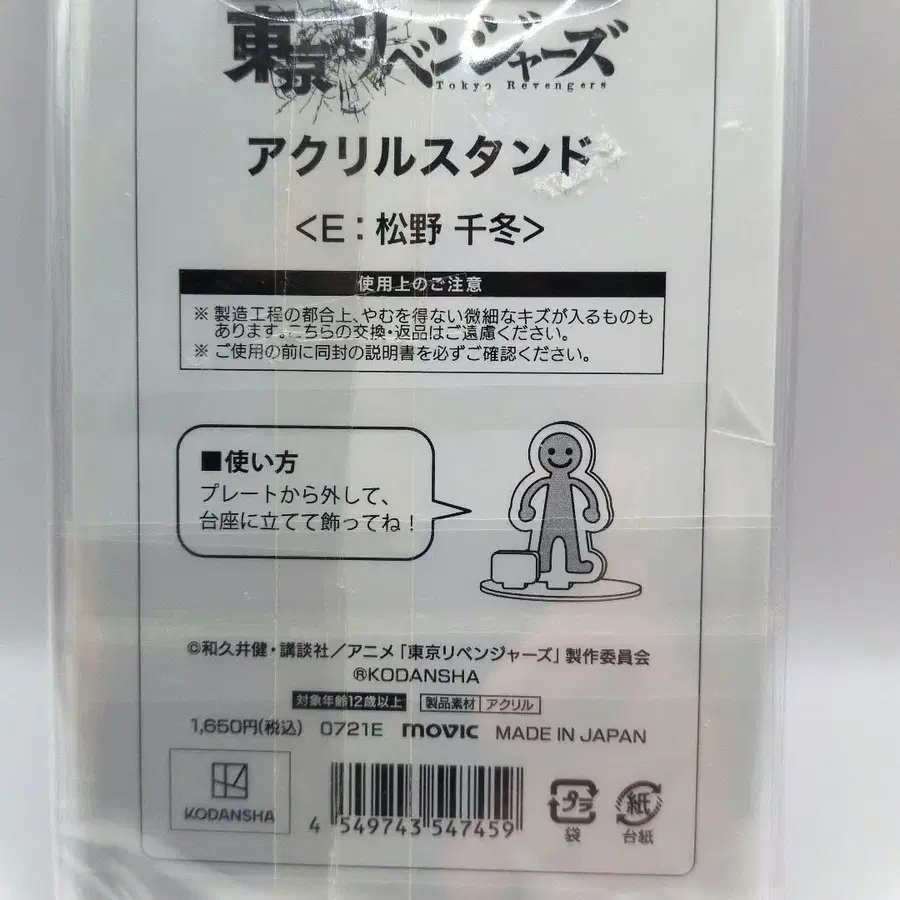 東京リベンジャーズ
Tokyo Revengers
アクリルスタンド
<E：松野 千冬>
使用上のご注意
※ 製造工程の都合上、やむを得ない微細なキズが入るものも
あります。こちらの交換・返品はご遠慮ください。
※ ご使用の前に同封の説明書を必ずご確認ください。
■使い方
プレートから外して、
台座に立てて飾ってね！
©和久井健・講談社／アニメ「東京リベンジャーズ」製作委員会
®KODANSHA
対象年齢12歳以上 製品素材 アクリル
1,650円(税込) 0721E movic MADE IN JAPAN
KODANSHA
4 549743 547459
プラ
袋
紙
台紙